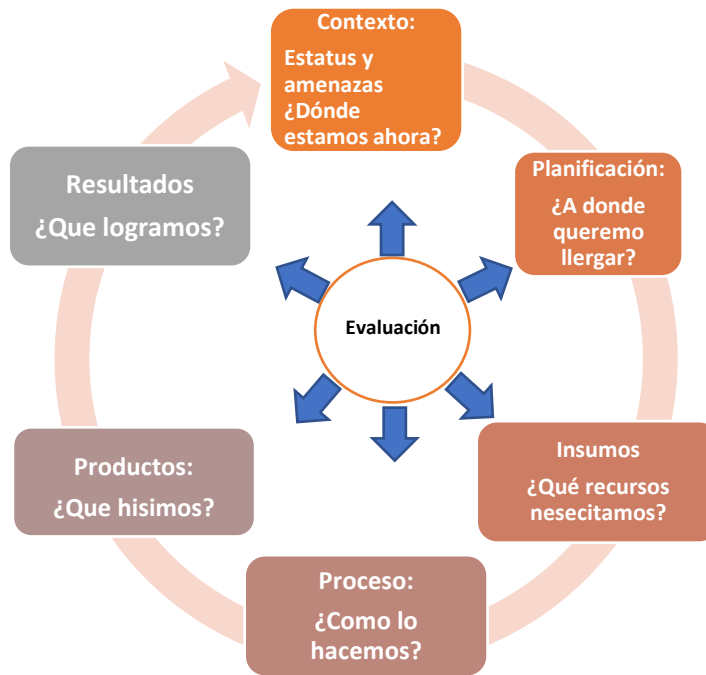 Contexto:
Estatus y
amenazas
¿Dónde
estamos ahora?
Planificación:
¿A donde
queremo
llergar?
Insumos
¿Qué recursos
nesecitamos?
Proceso:
¿Como lo
hacemos?
Productos:
¿Que hisimos?
Resultados
¿Que logramos?
Evaluación